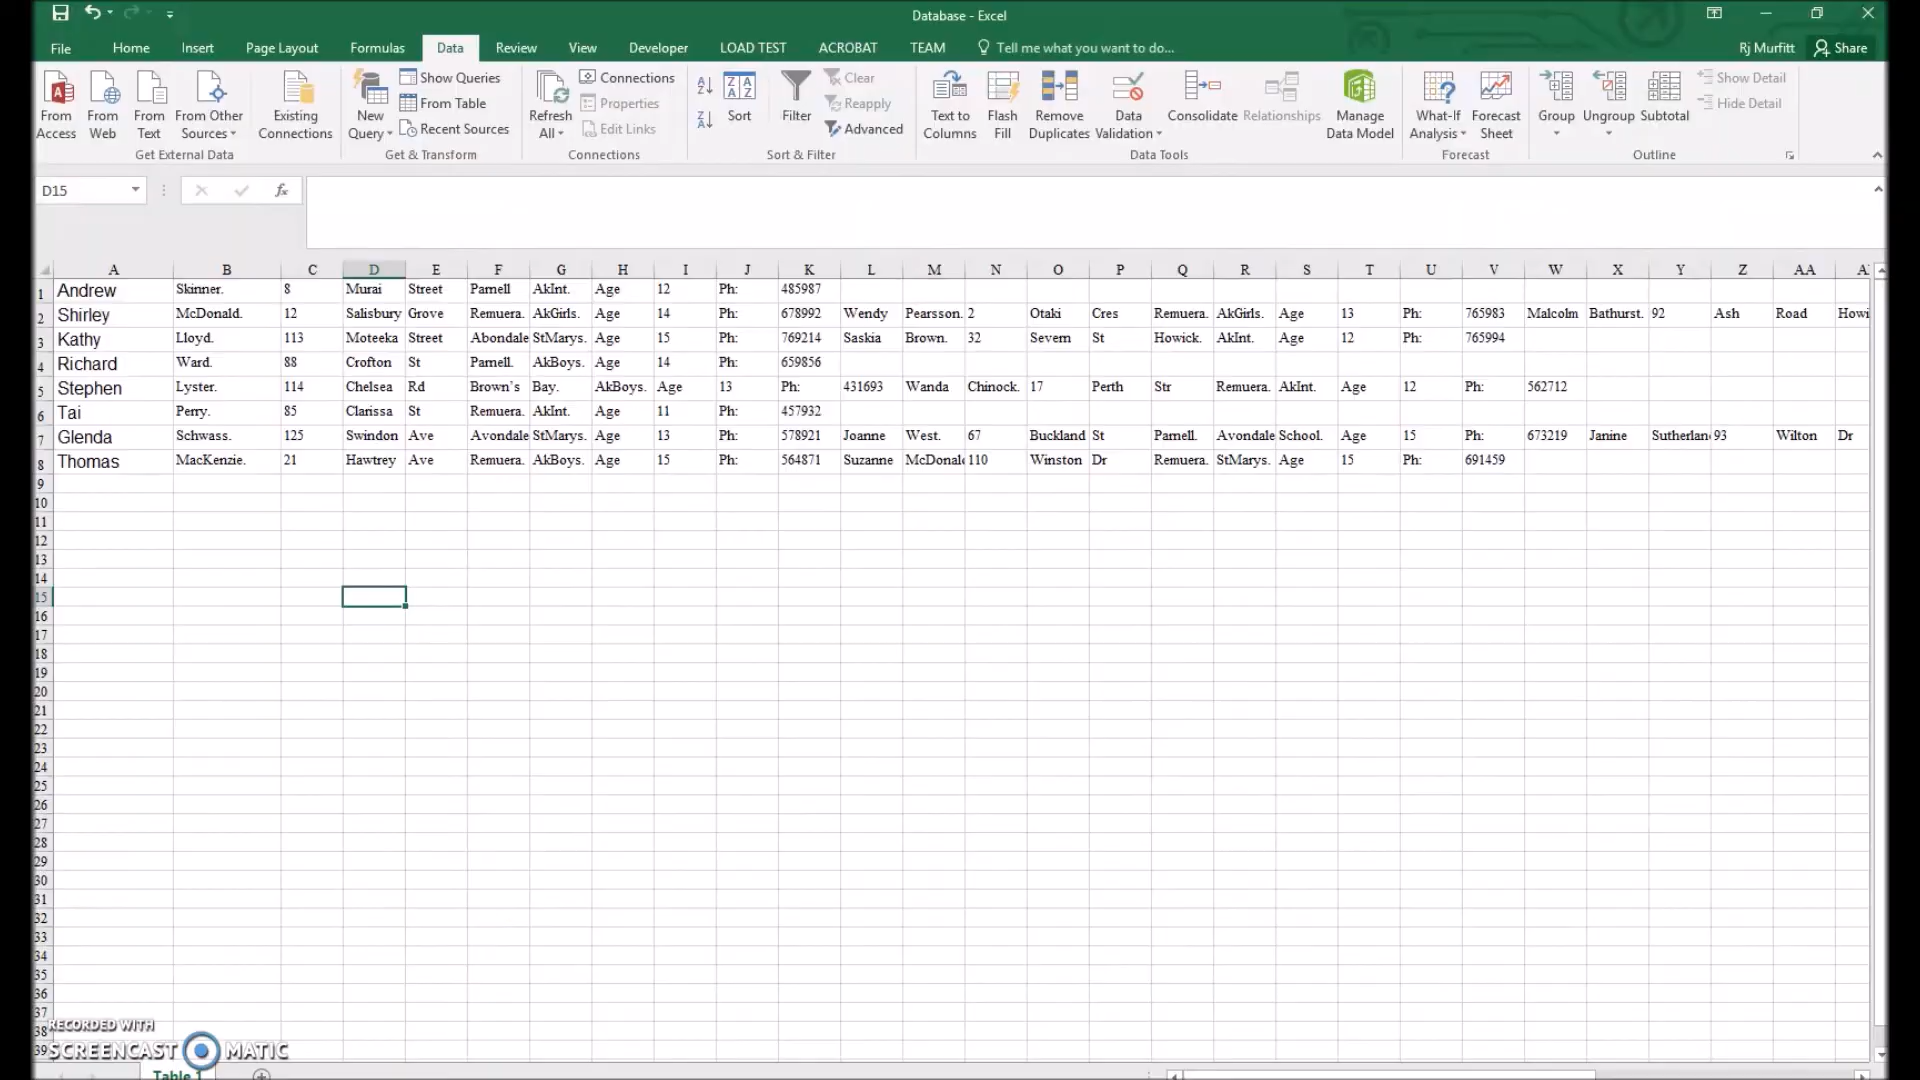 Database - Excel
File Home Insert Page Layout Formulas Data Review View Developer LOAD TEST ACROBAT TEAM Tell me what you want to do... Rj Murfitt Share
From Access From Web From Text From Other Sources Existing Connections
Get External Data
New Query Show Queries From Table Recent Sources
Get & Transform
Refresh All Connections Properties Edit Links
Connections
Sort Filter Clear Reapply Advanced
Sort & Filter
Text to Columns Flash Fill Remove Duplicates Data Validation Consolidate Relationships Manage Data Model
Data Tools
What-If Analysis Forecast Sheet
Forecast
Group Ungroup Subtotal Show Detail Hide Detail
Outline
D15 fx
A B C D E F G H I J K L M N O P Q R S T U V W X Y Z AA
1 Andrew Skinner. 8 Murai Street Parnell AkInt. Age 12 Ph: 485987
2 Shirley McDonald. 12 Salisbury Grove Remuera. AkGirls. Age 14 Ph: 678992 Wendy Pearsson. 2 Otaki Cres Remuera. AkGirls. Age 13 Ph: 765983 Malcolm Bathurst. 92 Ash Road Howi
3 Kathy Lloyd. 113 Moteeka Street Abondale StMarys. Age 15 Ph: 769214 Saskia Brown. 32 Severn St Howick. AkInt. Age 12 Ph: 765994
4 Richard Ward. 88 Crofton St Parnell. AkBoys. Age 14 Ph: 659856
5 Stephen Lyster. 114 Chelsea Rd Brown's Bay. AkBoys. Age 13 Ph: 431693 Wanda Chinock. 17 Perth Str Remuera. AkInt. Age 12 Ph: 562712
6 Tai Perry. 85 Clarissa St Remuera. AkInt. Age 11 Ph: 457932
7 Glenda Schwass. 125 Swindon Ave Avondale StMarys. Age 13 Ph: 578921 Joanne West. 67 Buckland St Parnell. Avondale School. Age 15 Ph: 673219 Janine Sutherlan 93 Wilton Dr
8 Thomas MacKenzie. 21 Hawtrey Ave Remuera. AkBoys. Age 15 Ph: 564871 Suzanne McDonal 110 Winston Dr Remuera. StMarys. Age 15 Ph: 691459
9
10
11
12
13
14
15
16
17
18
19
20
21
22
23
24
25
26
27
28
29
30
31
32
33
34
35
36
37
38
39
RECORDED WITH
SCREENCAST MATIC
Table 1